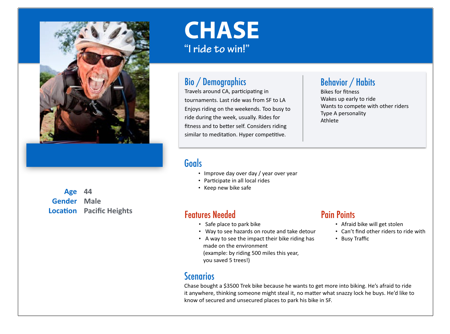 CHASE
“I ride to win!”
Bio / Demographics
Travels around CA, participating in
tournaments. Last ride was from SF to LA
Enjoys riding on the weekends. Too busy to
ride during the week, usually. Rides for
fitness and to better self. Considers riding
similar to meditation. Hyper competitive.
Behavior / Habits
Bikes for fitness
Wakes up early to ride
Wants to compete with other riders
Type A personality
Athlete
Goals
• Improve day over day / year over year
• Participate in all local rides
• Keep new bike safe
Age 44
Gender Male
Location Pacific Heights
Features Needed
• Safe place to park bike
• Way to see hazards on route and take detour
• A way to see the impact their bike riding has
made on the environment
(example: by riding 500 miles this year,
you saved 5 trees!)
Pain Points
• Afraid bike will get stolen
• Can’t find other riders to ride with
• Busy Traffic
Scenarios
Chase bought a $3500 Trek bike because he wants to get more into biking. He’s afraid to ride
it anywhere, thinking someone might steal it, no matter what snazzy lock he buys. He’d like to
know of secured and unsecured places to park his bike in SF.